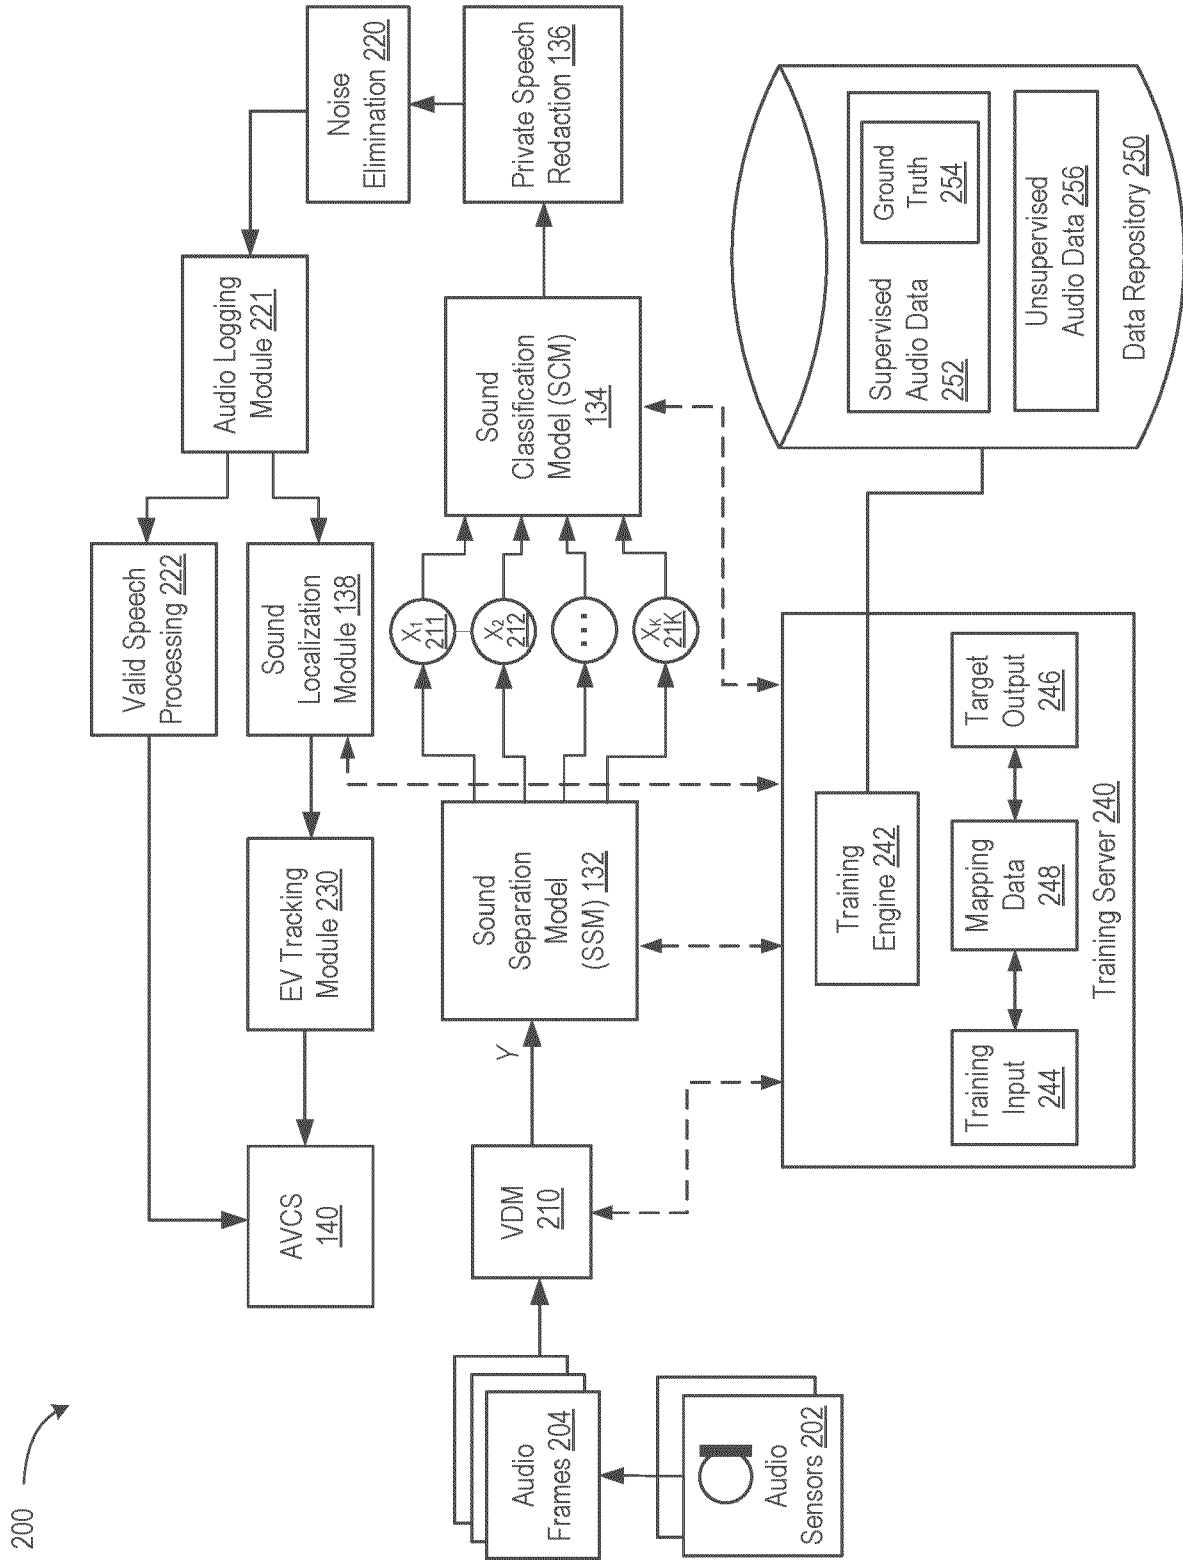 200
Valid Speech
Processing 222
Audio Logging
Module 221
Noise
Elimination 220
AVCS
140
EV Tracking
Module 230
Sound
Localization
Module 138
Audio
Frames 204
VDM
210
Y
Sound
Separation
Model
(SSM) 132
X1
211
X2
212
...
XK
21K
Sound
Classification
Model (SCM)
134
Private Speech
Redaction 136
Audio
Sensors 202
Training
Engine 242
Training
Input
244
Mapping
Data
248
Target
Output
246
Training Server 240
Supervised
Audio Data
252
Ground
Truth
254
Unsupervised
Audio Data 256
Data Repository 250